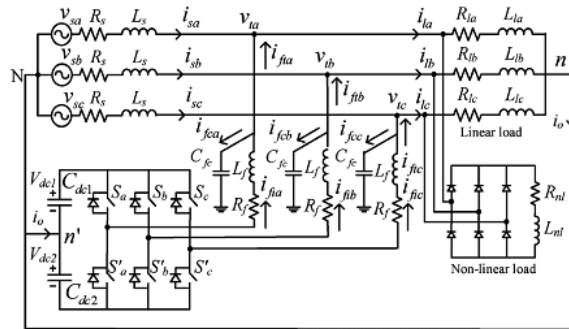 v_sa R_s L_s i_sa v_ta i_la R_la L_la
i_fta
N v_sb R_s L_s i_sb v_tb i_lb R_lb L_lb n
i_ftb
v_sc R_s L_s i_sc v_tc i_lc R_lc L_lc
i_fca i_fcb i_fcc i_ftc Linear load i_o
C_fc L_f C_fc L_f C_fc L_f
V_dc1 C_dc1 S_a S_b S_c R_f i_fia R_f i_fib R_f i_fic R_nl
i_o n' L_nl
V_dc2 C_dc2 S'_a S'_b S'_c Non-linear load